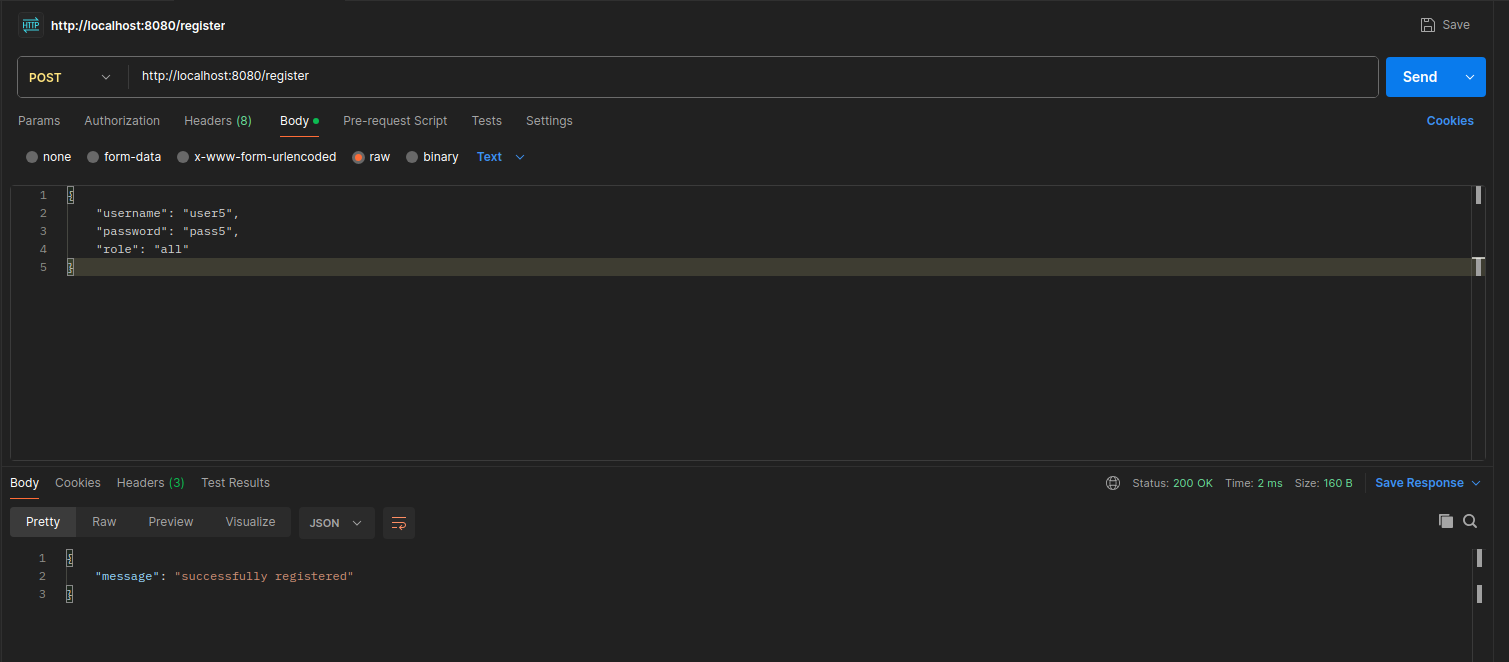 HTTP http://localhost:8080/register Save
POST http://localhost:8080/register Send
Params Authorization Headers (8) Body Pre-request Script Tests Settings Cookies
none form-data x-www-form-urlencoded raw binary Text
1 {
2 "username": "user5",
3 "password": "pass5",
4 "role": "all"
5 }
Body Cookies Headers (3) Test Results Status: 200 OK Time: 2 ms Size: 160 B Save Response
Pretty Raw Preview Visualize JSON
1 {
2 "message": "successfully registered"
3 }